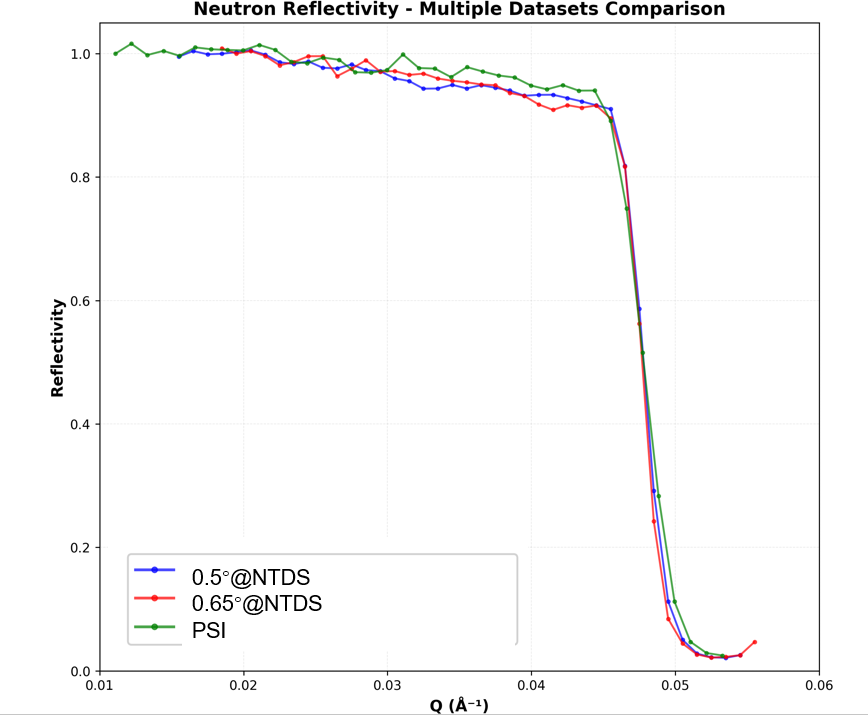 Neutron Reflectivity - Multiple Datasets Comparison
1.0
0.8
0.6
0.4
0.2
0.0
Reflectivity
0.5°@NTDS
0.65°@NTDS
PSI
0.01 0.02 0.03 0.04 0.05 0.06
Q (Å⁻¹)